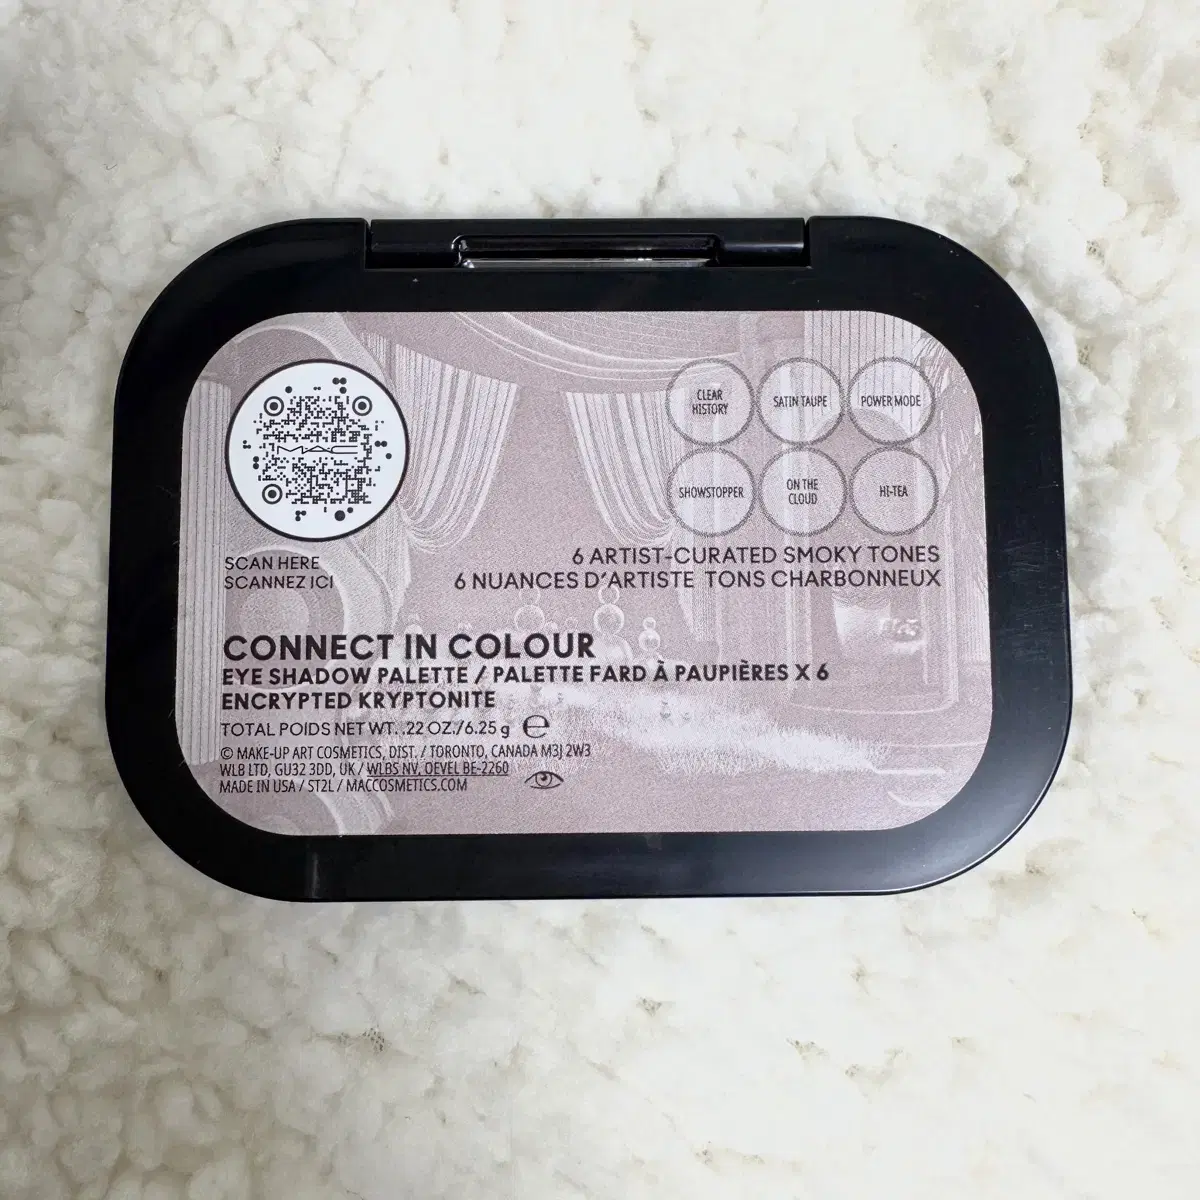 MAC
SCAN HERE
SCANNEZ ICI
CLEAR
HISTORY
SATIN TAUPE
POWER MODE
SHOWSTOPPER
ON THE
CLOUD
HI-TEA
6 ARTIST-CURATED SMOKY TONES
6 NUANCES D'ARTISTE TONS CHARBONNEUX
CONNECT IN COLOUR
EYE SHADOW PALETTE / PALETTE FARD À PAUPIÈRES X 6
ENCRYPTED KRYPTONITE
TOTAL POIDS NET WT. .22 OZ./6.25 g ℮
© MAKE-UP ART COSMETICS, DIST. / TORONTO, CANADA M3J 2W3
WLB LTD, GU32 3DD, UK / WLBS NV, OEVEL BE-2260
MADE IN USA / ST2L / MACCOSMETICS.COM